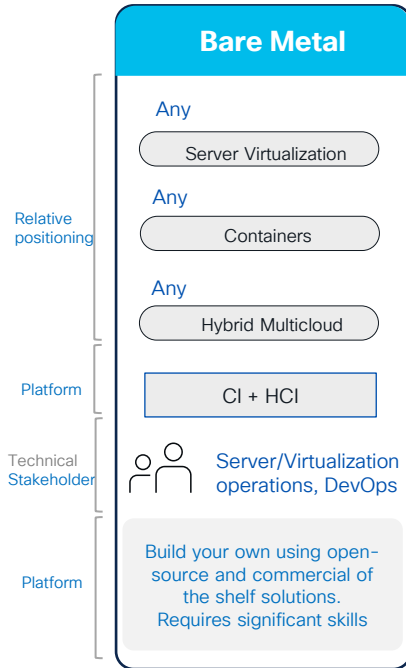 Bare Metal
Any
Server Virtualization
Any
Relative
positioning
Containers
Any
Hybrid Multicloud
Platform
CI + HCI
Technical
Stakeholder
Server/Virtualization
operations, DevOps
Platform
Build your own using open-
source and commercial of
the shelf solutions.
Requires significant skills